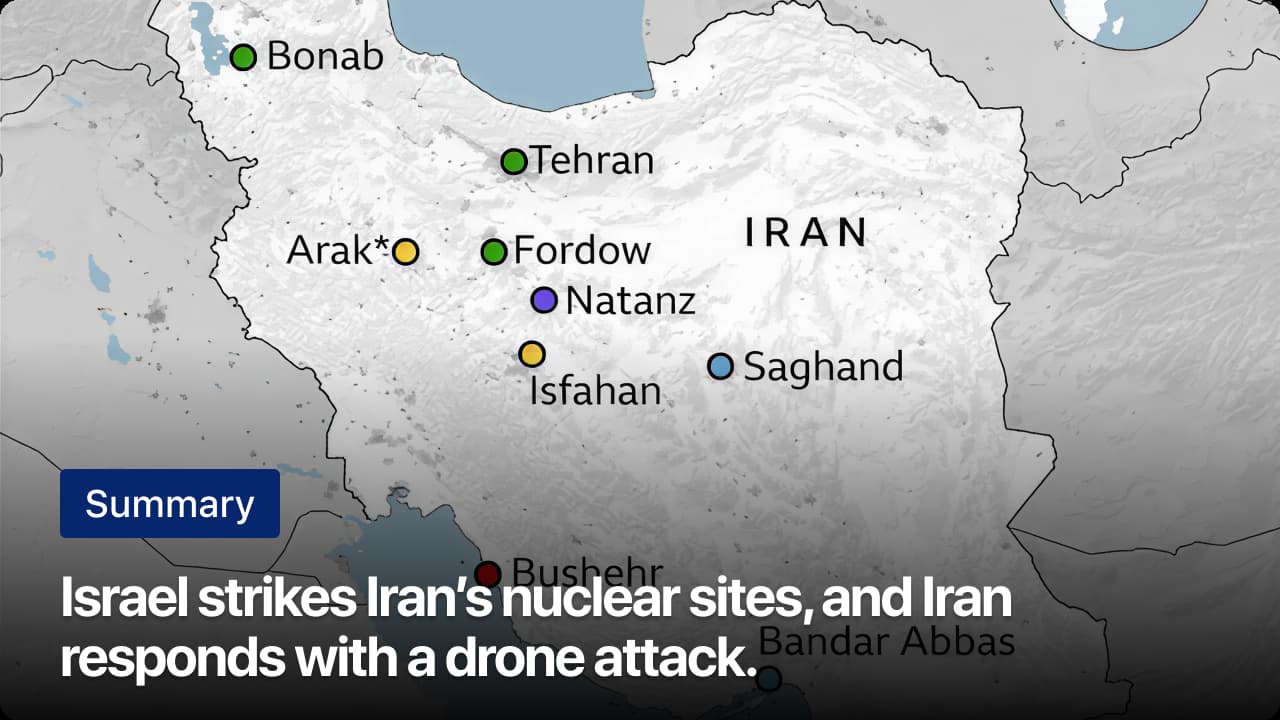 Bonab
Tehran
IRAN
Arak*
Fordow
Natanz
Isfahan
Saghand
Summary
Bushehr
Israel strikes Iran’s nuclear sites, and Iran
Bandar Abbas
responds with a drone attack.